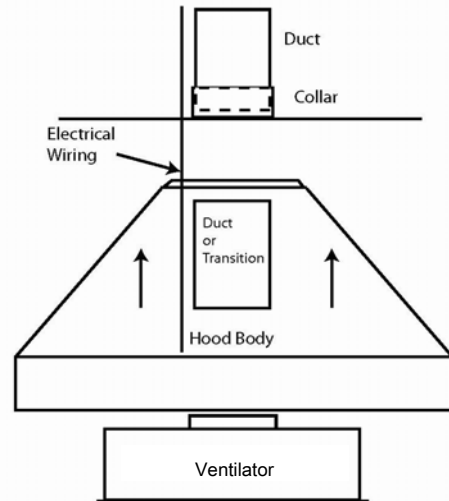 Duct
Collar
Electrical
Wiring
Duct
or
Transition
Hood Body
Ventilator